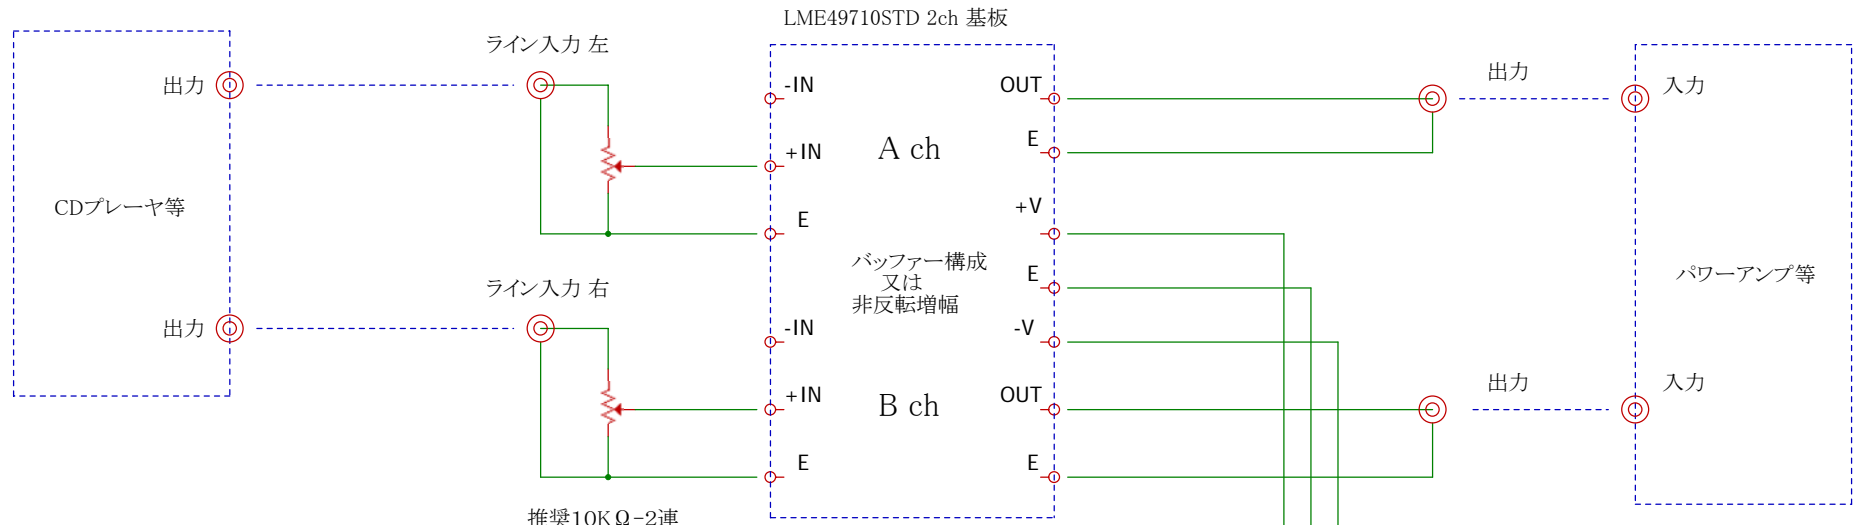 LME49710STD 2ch 基板
ライン入力 左
出力
-IN
OUT
出力
入力
+IN
A ch
E
CDプレーヤ等
E
+V
バッファー構成
又は
非反転増幅
E
パワーアンプ等
ライン入力 右
出力
-IN
-V
+IN
B ch
OUT
出力
入力
E
E
推奨10KΩ-2連